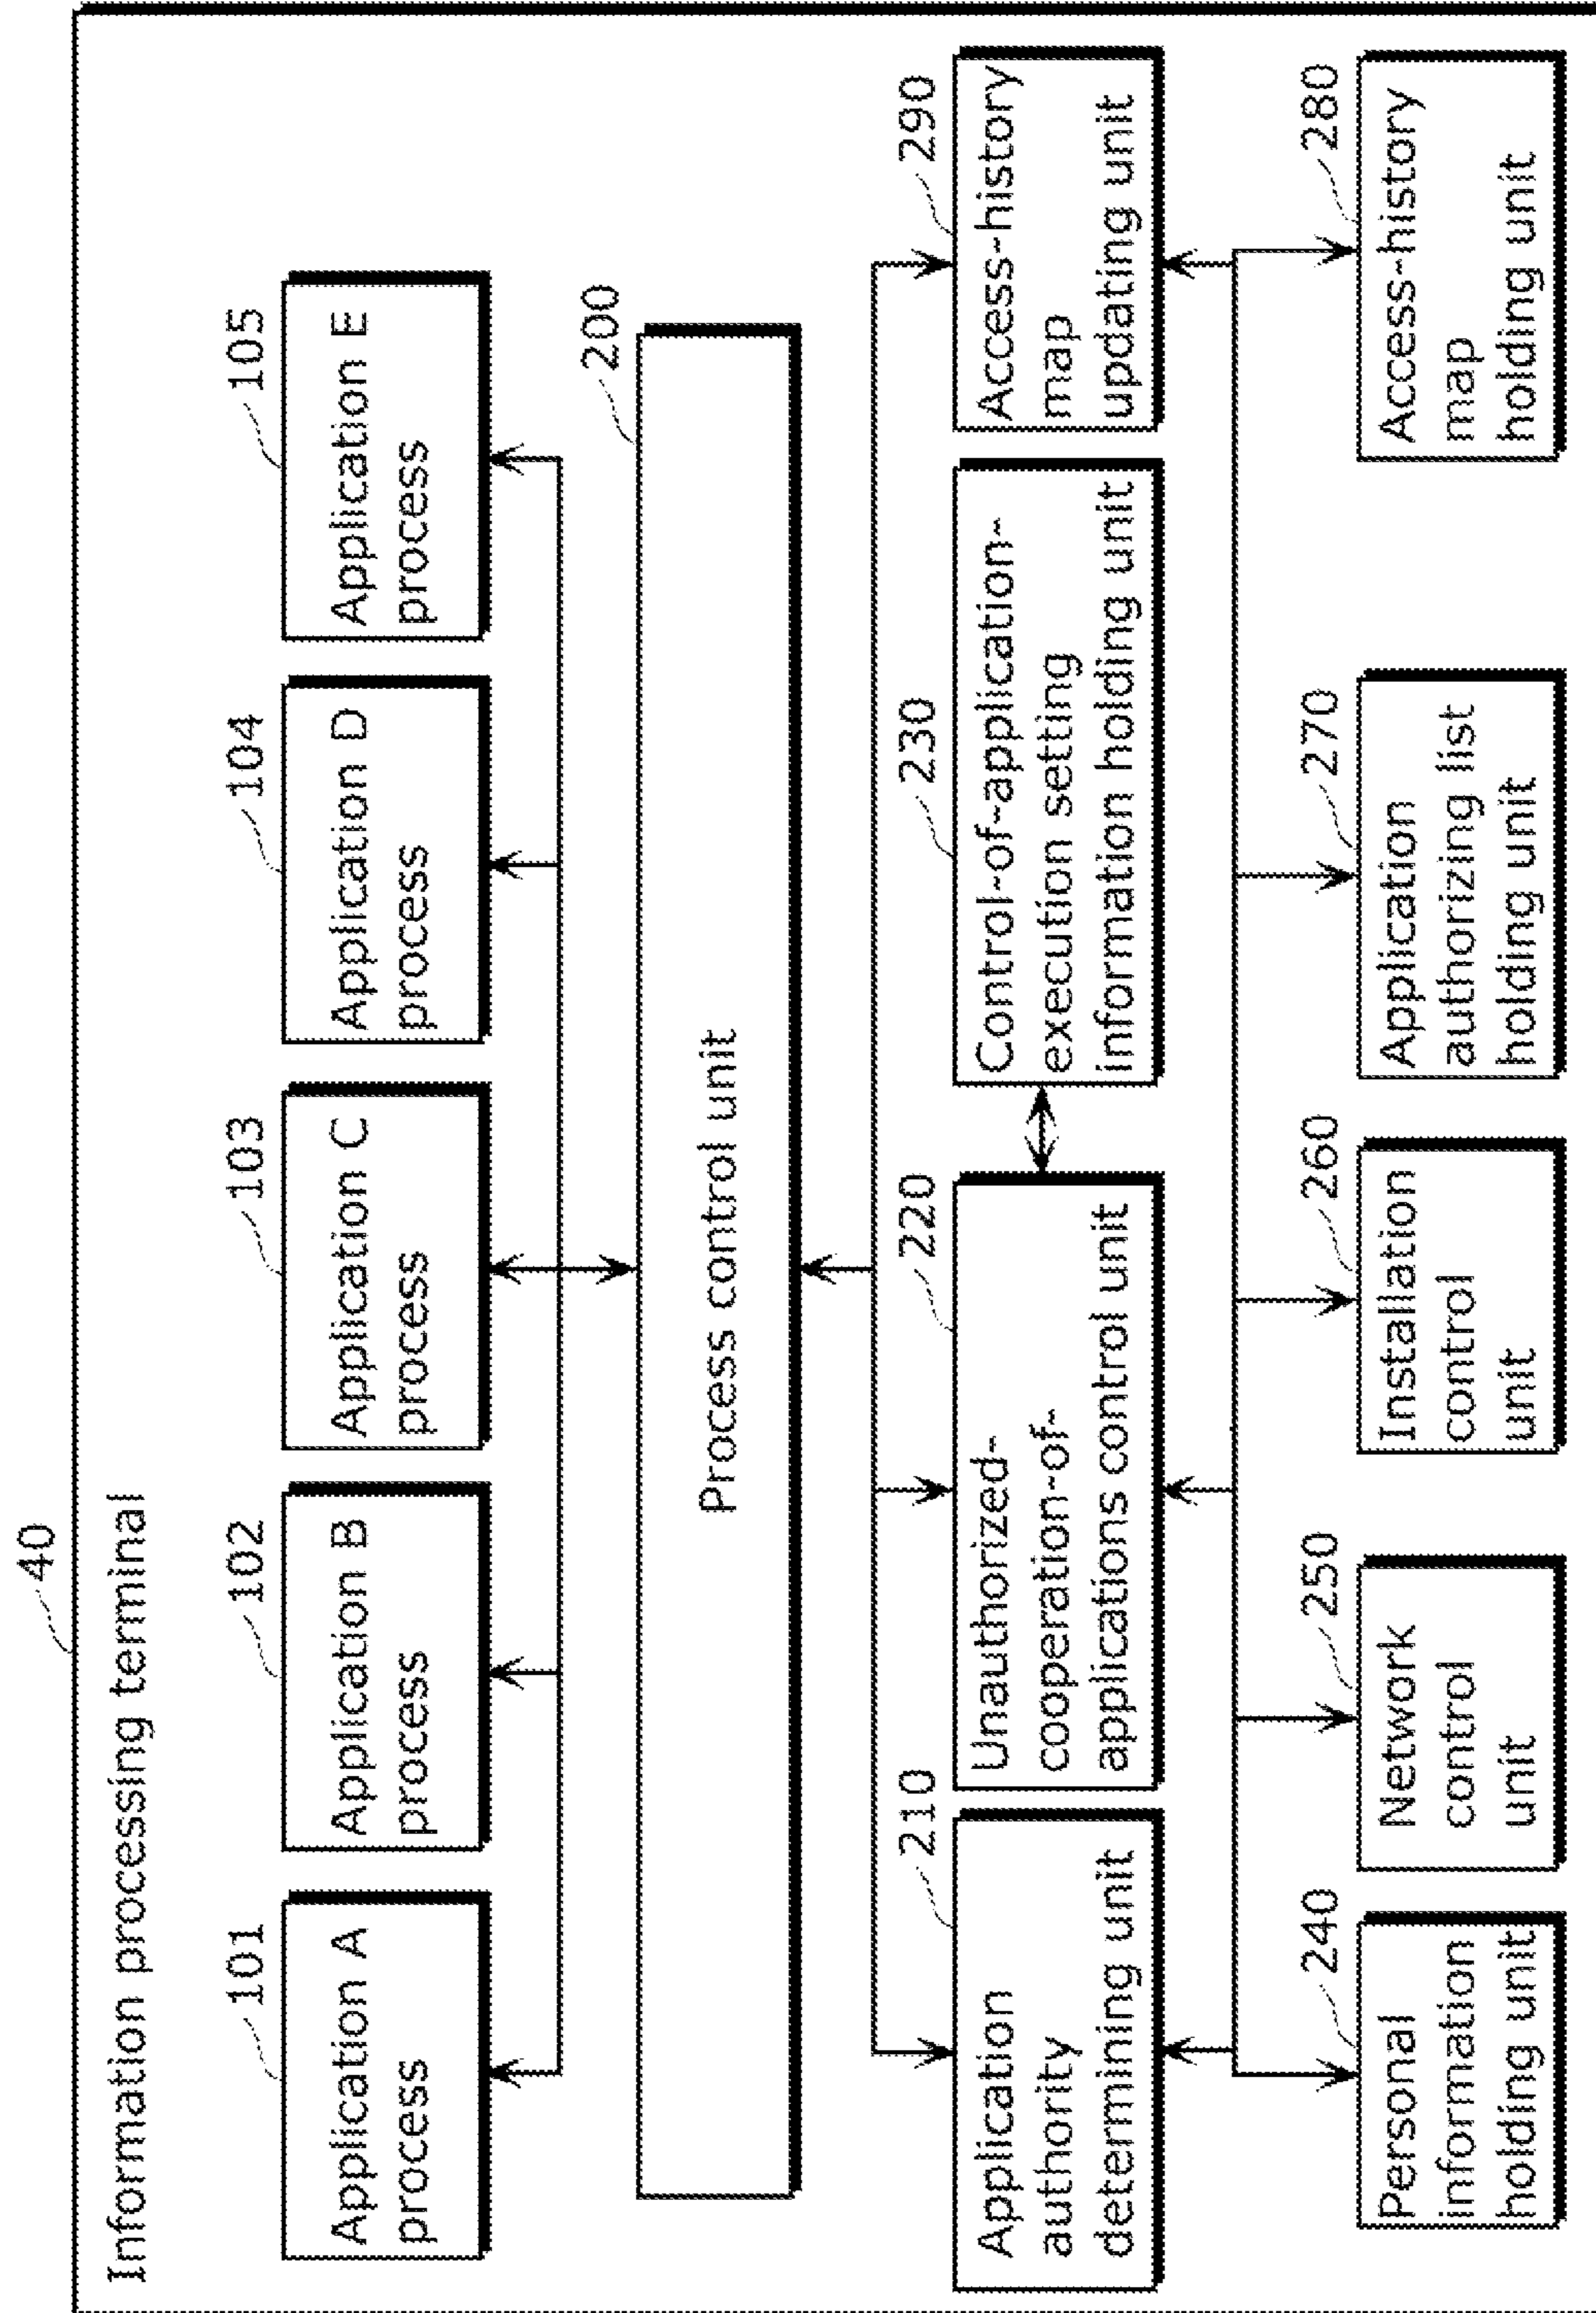 40
Information processing terminal
101
Application A
process
102
Application B
process
103
Application C
process
104
Application D
process
105
Application E
process
200
Process control unit
210
Application
authority
determining unit
220
Unauthorized-
cooperation-of-
applications control unit
230
Control-of-application-
execution setting
information holding unit
290
Access-history
map
updating unit
240
Personal
information
holding unit
250
Network
control
unit
260
Installation
control
unit
270
Application
authorizing list
holding unit
280
Access-history
map
holding unit